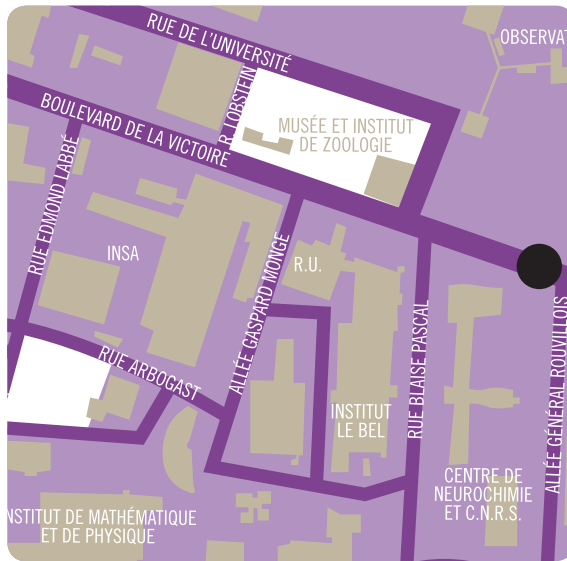 RUE DE L'UNIVERSITÉ
OBSERVAT
R. LOBSTEIN
BOULEVARD DE LA VICTOIRE
MUSÉE ET INSTITUT
DE ZOOLOGIE
RUE EDMOND LABBÉ
INSA
ALLÉE GASPARD MONGE
R.U.
RUE BLAISE PASCAL
ALLÉE GÉNÉRAL ROUVILLOIS
RUE ARBOGAST
INSTITUT
LE BEL
CENTRE DE
NEUROCHIMIE
ET C.N.R.S.
INSTITUT DE MATHÉMATIQUE
ET DE PHYSIQUE